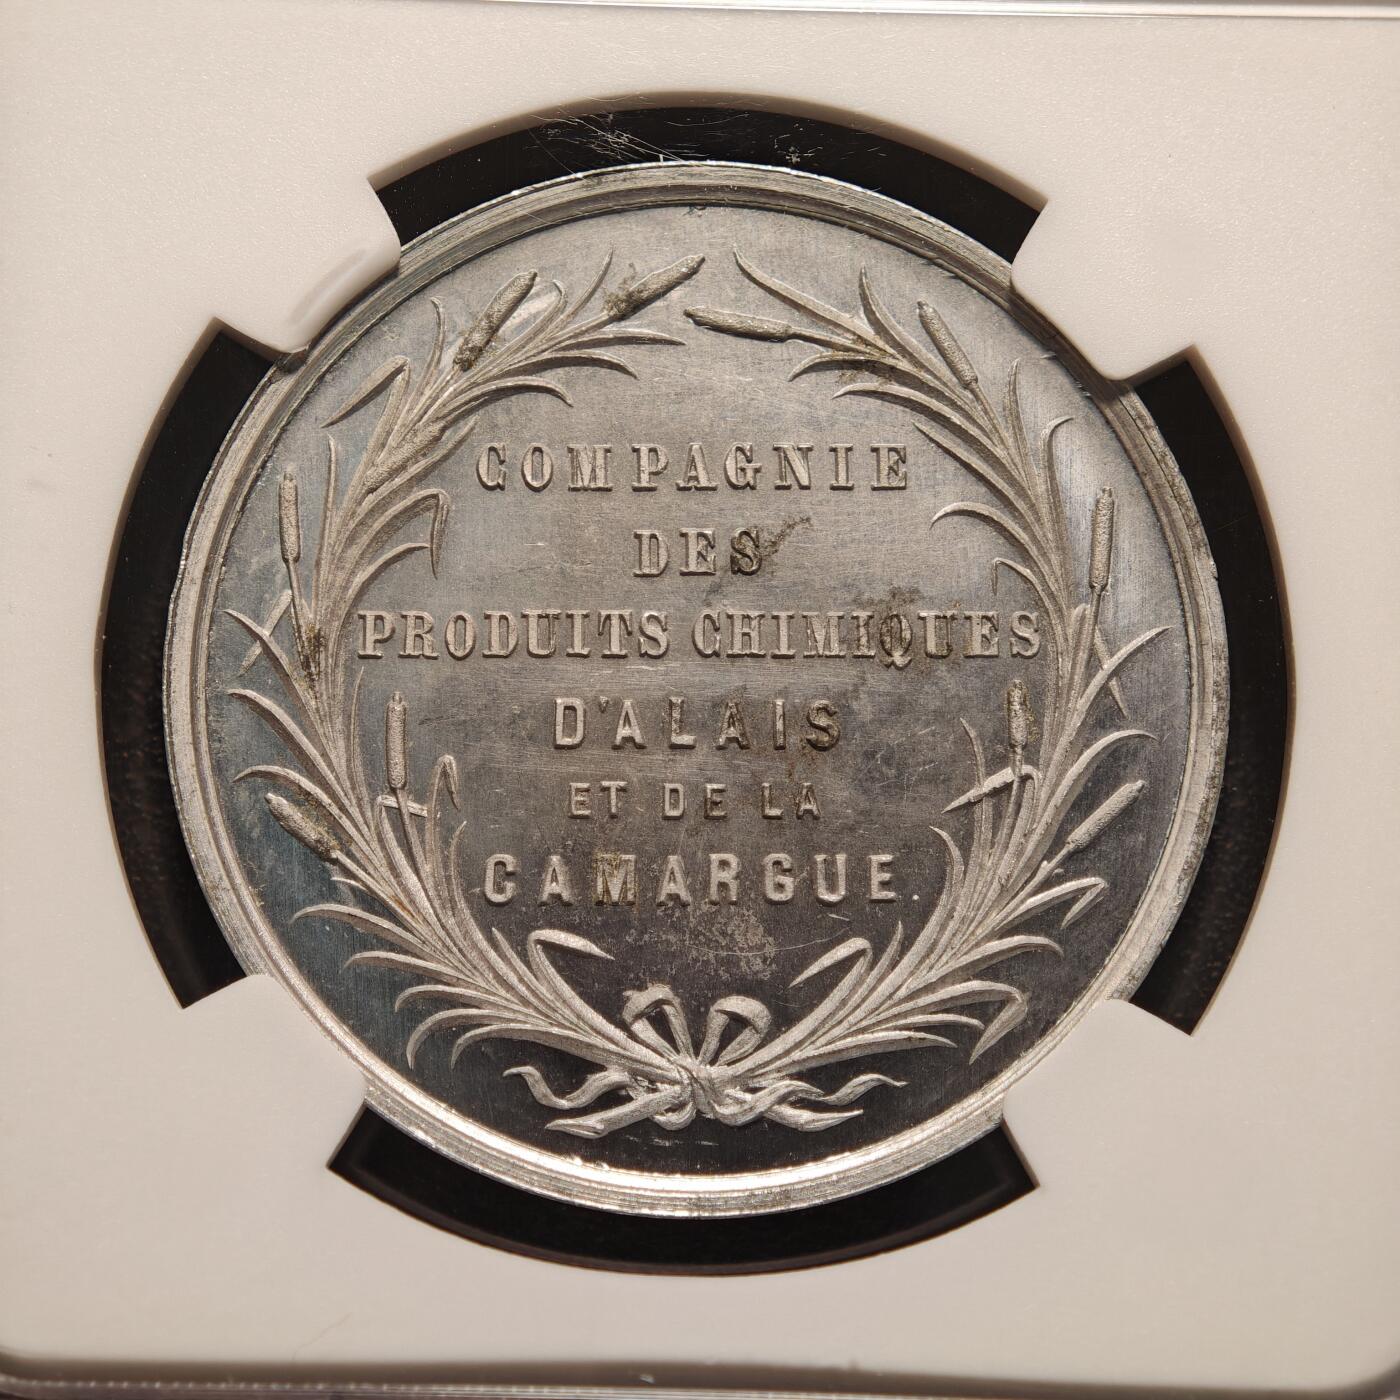 COMPAGNIE
DES
PRODUITS CHIMIQUES
D'ALAIS
ET DE LA
CAMARGUE.